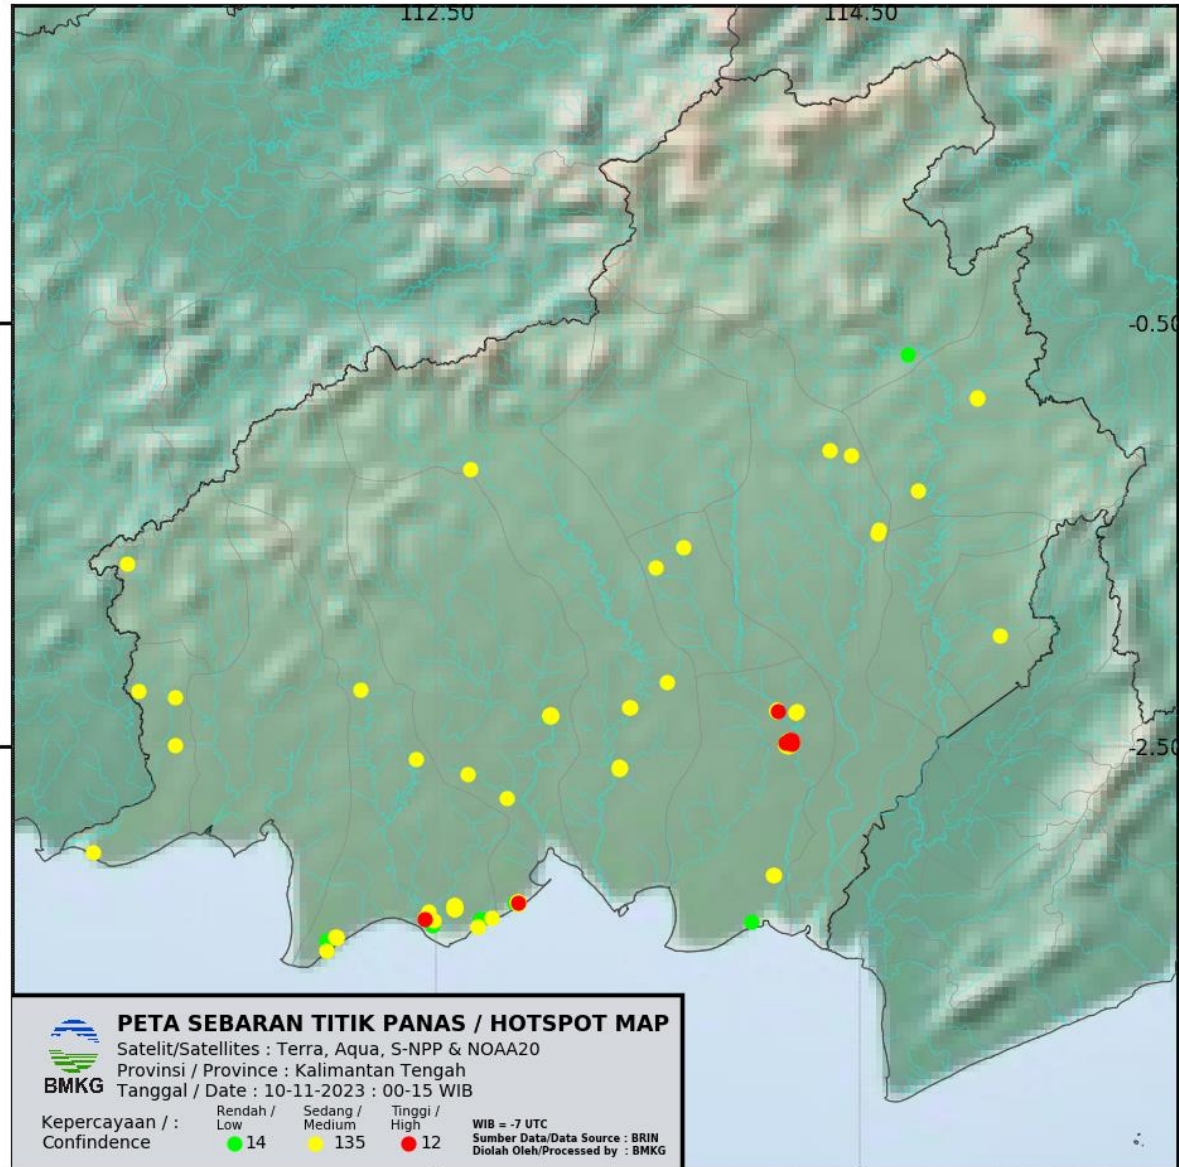 112.50
114.50
-0.50
-2.50
PETA SEBARAN TITIK PANAS / HOTSPOT MAP
Satelit/Satellites : Terra, Aqua, S-NPP & NOAA20
Provinsi / Province : Kalimantan Tengah
BMKG
Tanggal / Date : 10-11-2023 : 00-15 WIB
Kepercayaan / :
Confindence
Rendah /
Low
14
Sedang /
Medium
135
Tinggi /
High
12
WIB = -7 UTC
Sumber Data/Data Source : BRIN
Diolah Oleh/Processed by : BMKG